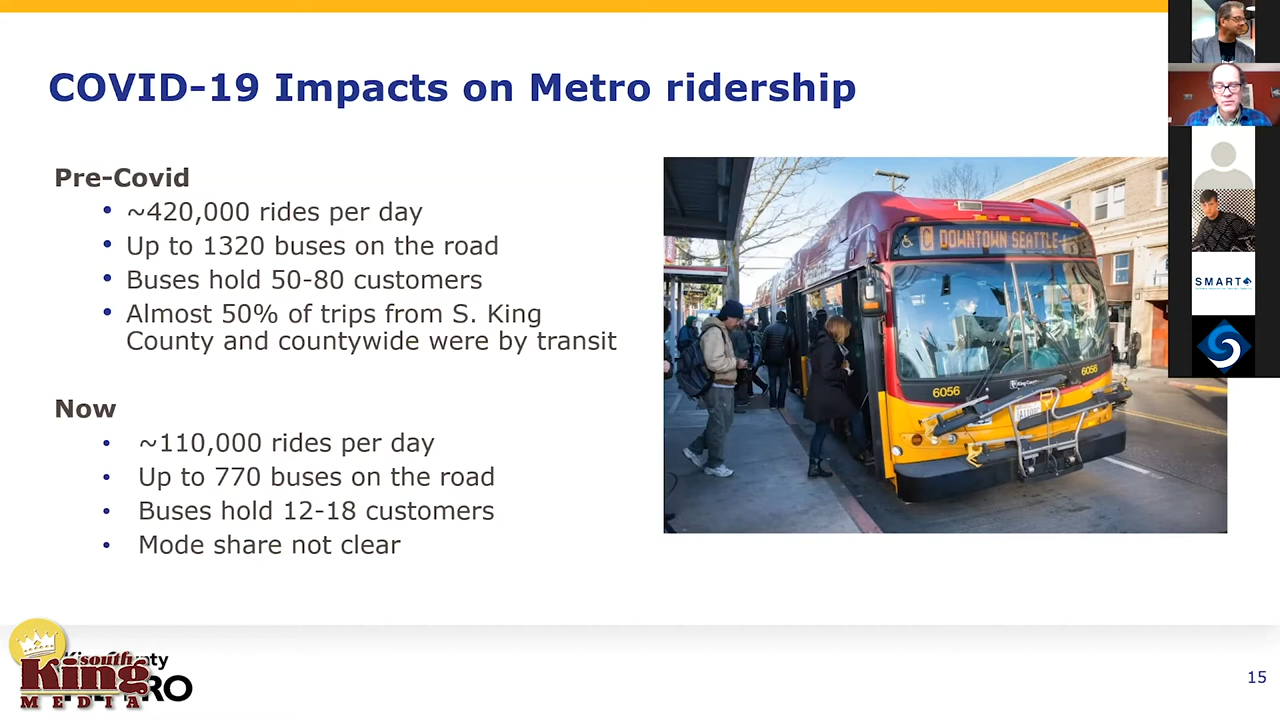 COVID-19 Impacts on Metro ridership
Pre-Covid
• ~420,000 rides per day
• Up to 1320 buses on the road
• Buses hold 50-80 customers
• Almost 50% of trips from S. King
County and countywide were by transit
Now
• ~110,000 rides per day
• Up to 770 buses on the road
• Buses hold 12-18 customers
• Mode share not clear
C DOWNTOWN SEATTLE
6056
6056
SMART
south
King
MEDIA
15